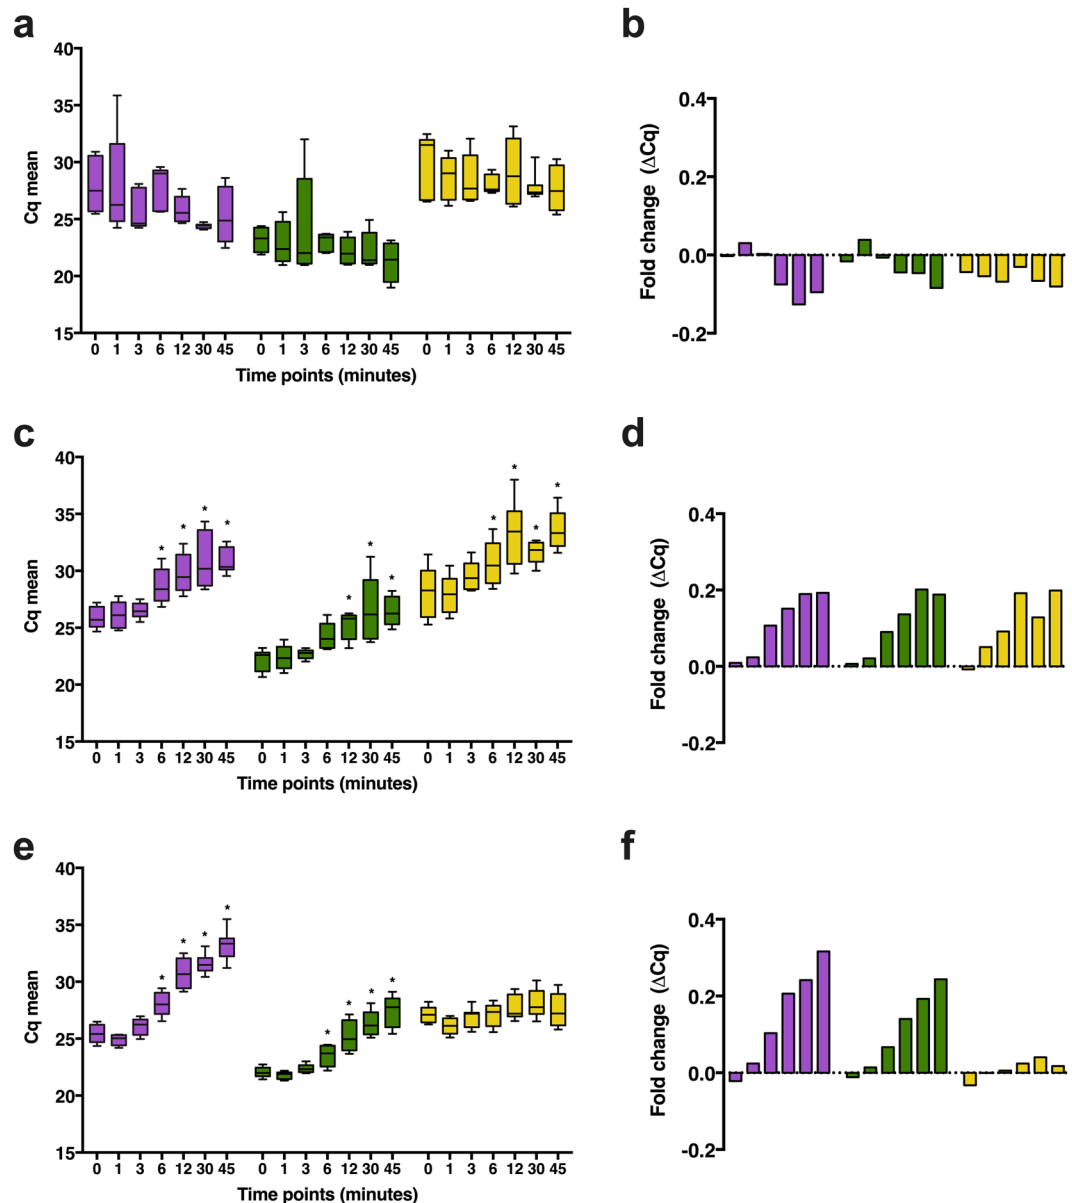 a
b
40
35
30
25
20
15
Cq mean
0 1 3 6 12 30 45 0 1 3 6 12 30 45 0 1 3 6 12 30 45
Time points (minutes)
0.4
0.2
0.0
-0.2
Fold change (ΔCq)
c
d
40
35
30
25
20
15
Cq mean
* * * * * * * * * * *
0 1 3 6 12 30 45 0 1 3 6 12 30 45 0 1 3 6 12 30 45
Time points (minutes)
0.4
0.2
0.0
-0.2
Fold change (ΔCq)
e
f
40
35
30
25
20
15
Cq mean
* * * * * * * *
0 1 3 6 12 30 45 0 1 3 6 12 30 45 0 1 3 6 12 30 45
Time points (minutes)
0.4
0.2
0.0
-0.2
Fold change (ΔCq)